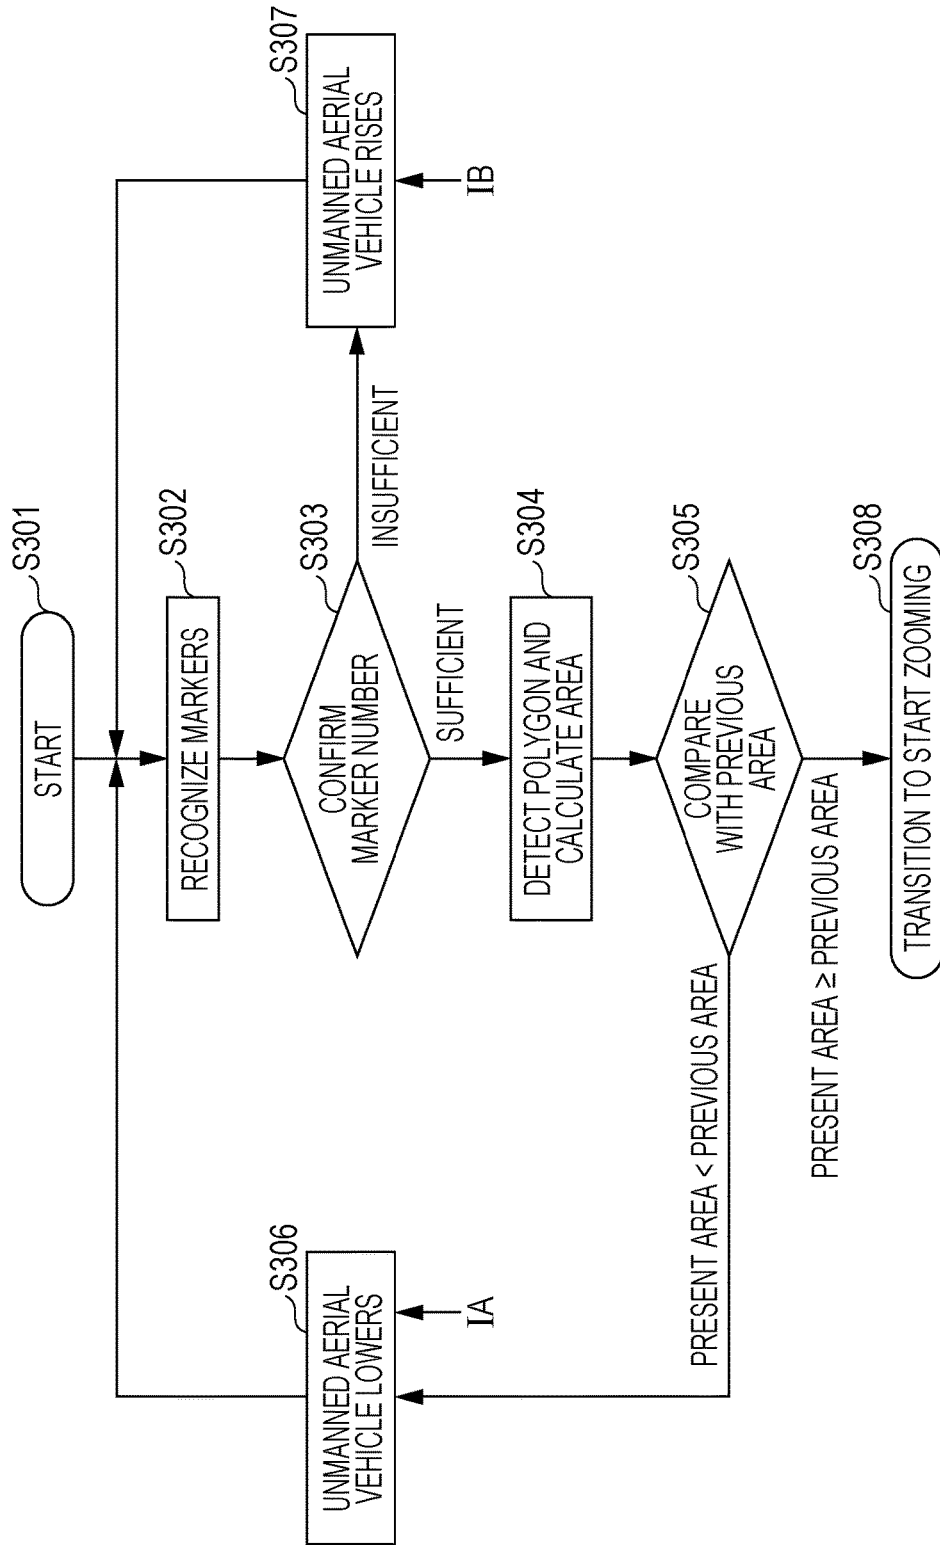 START
S301
RECOGNIZE MARKERS
S302
CONFIRM
MARKER NUMBER
S303
INSUFFICIENT
SUFFICIENT
UNMANNED AERIAL
VEHICLE RISES
S307
IB
DETECT POLYGON AND
CALCULATE AREA
S304
COMPARE
WITH PREVIOUS
AREA
S305
PRESENT AREA < PREVIOUS AREA
UNMANNED AERIAL
VEHICLE LOWERS
S306
IA
PRESENT AREA ≥ PREVIOUS AREA
TRANSITION TO START ZOOMING
S308